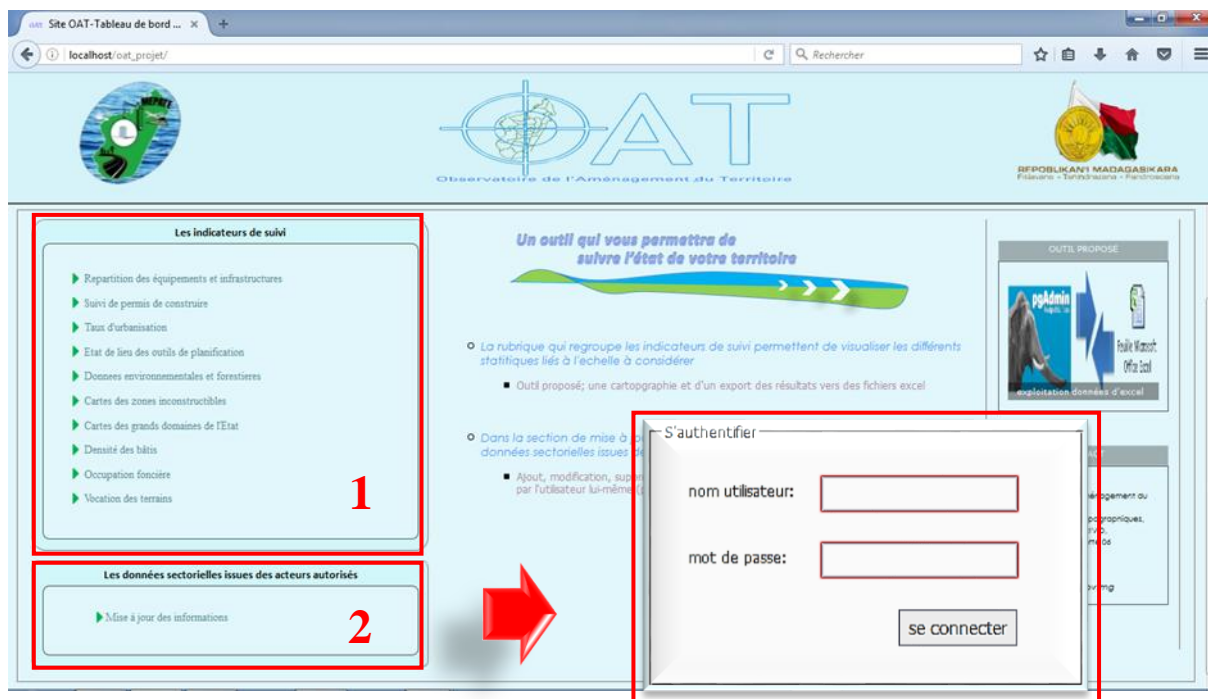 Site OAT-Tableau de bord ...
localhost/oat_projet/
Rechercher
MEPATT
OAT
Observatoire de l'Aménagement du Territoire
REPOBLIKAN'I MADAGASIKARA
Fitiavana - Tanindrazana - Fandrosoana
Les indicateurs de suivi
Repartition des équipements et infrastructures
Suivi de permis de construire
Taux d'urbanisation
Etat de lieu des outils de planification
Donnees environnementales et forestieres
Cartes des zones inconstructibles
Cartes des grands domaines de l'Etat
Densité des bâtis
Occupation foncière
Vocation des terrains
1
Les données sectorielles issues des acteurs autorisés
Mise à jour des informations
2
Un outil qui vous permettra de
suivre l'état de votre territoire
La rubrique qui regroupe les indicateurs de suivi permettent de visualiser les différents
statitiques liés à l'echelle à considérer
Outil proposé; une cartographie et d'un export des résultats vers des fichiers excel
Dans la section de mise à
données sectorielles issues
Ajout, modification,
par l'utilisateur lui-même
S'authentifier
nom utilisateur:
mot de passe:
se connecter
OUTIL PROPOSÉ
pgAdmin
PostgreSQL Tools
Feuille Microsoft
Office Excel
exploitation données d'excel